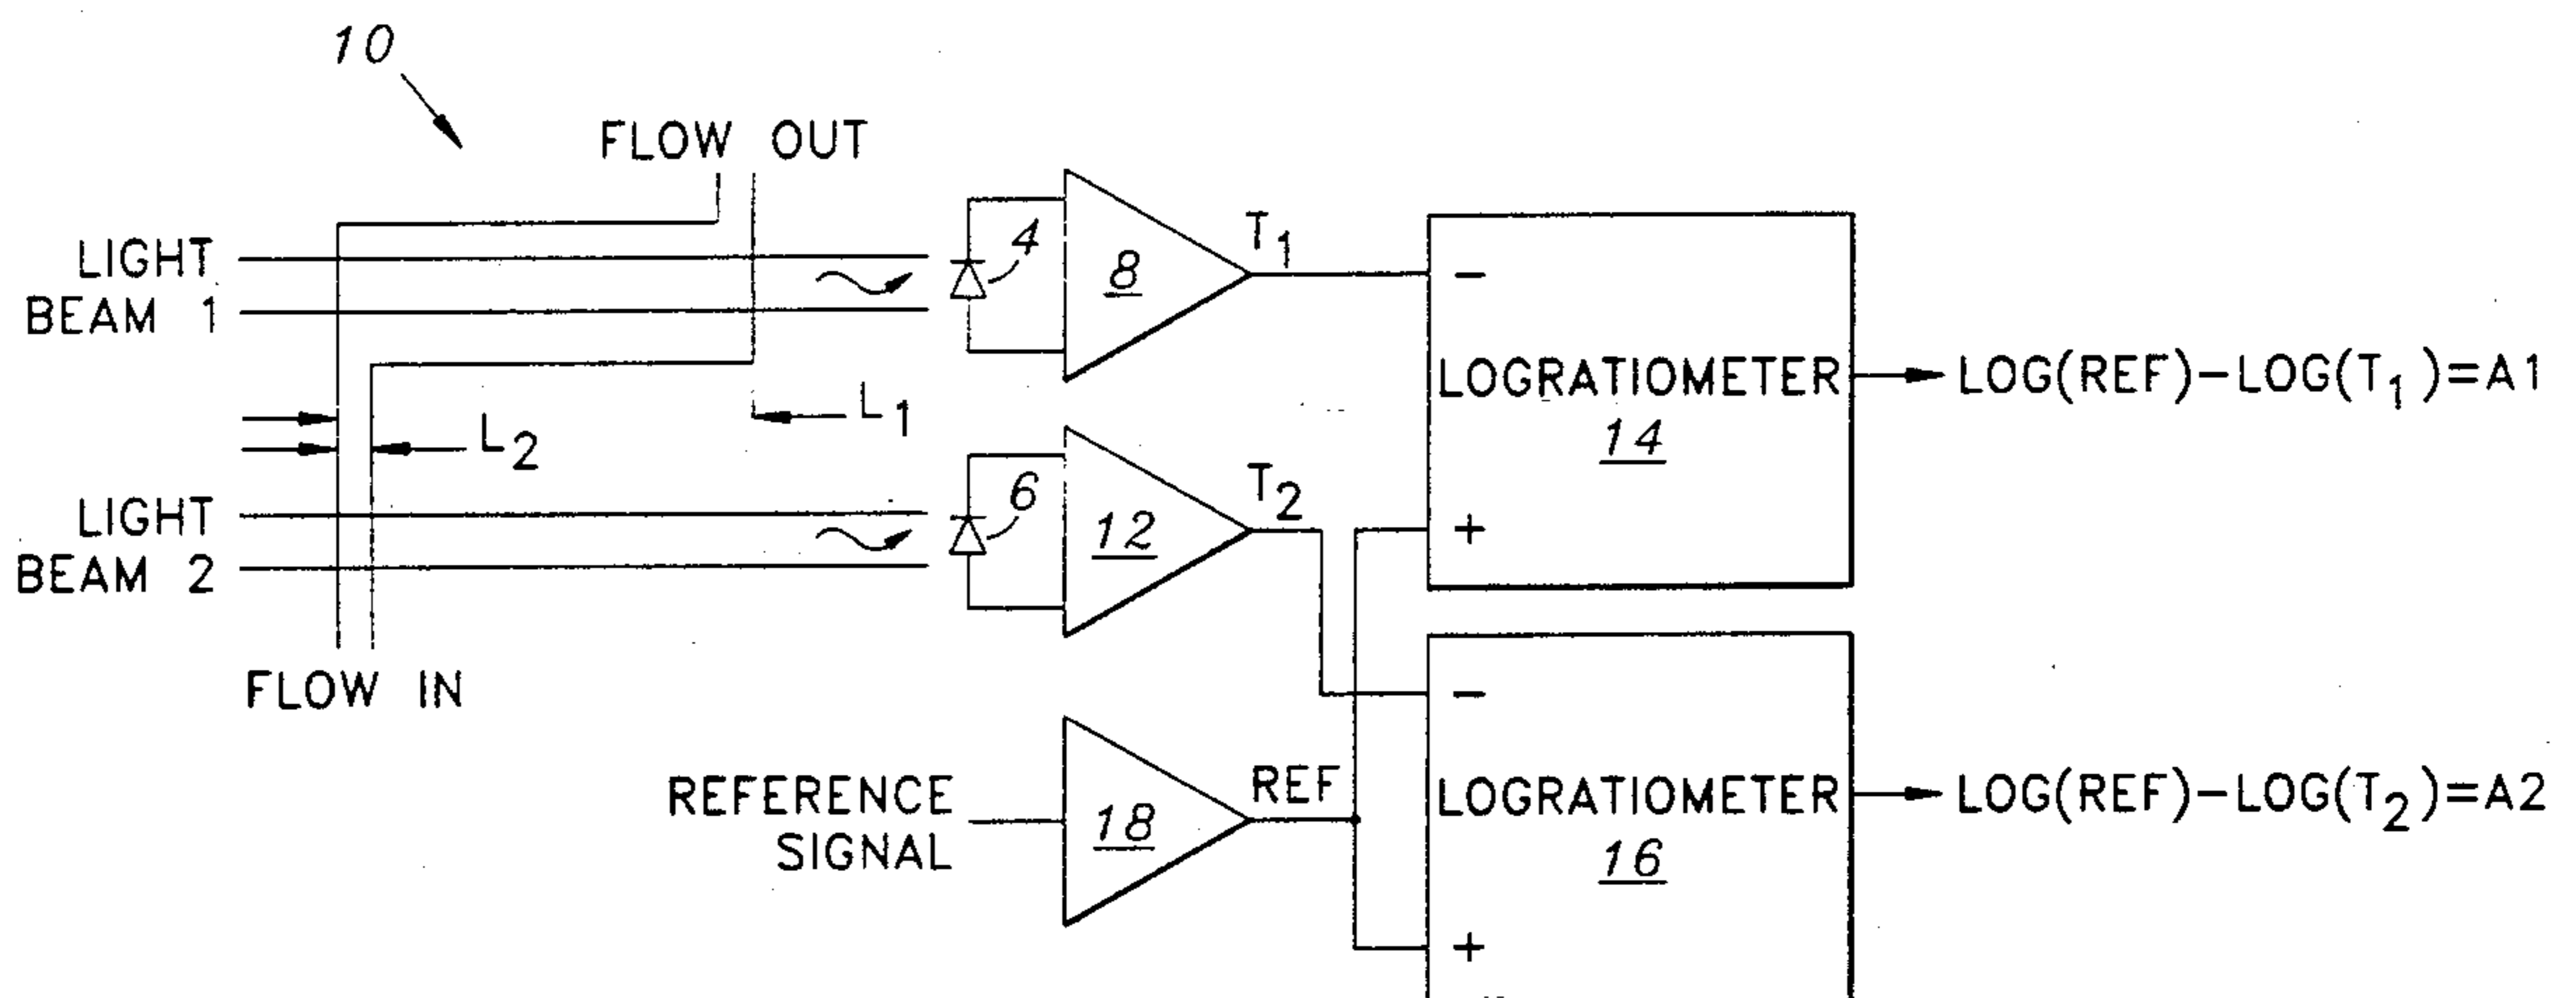 10
FLOW OUT
LIGHT
BEAM 1
4
8
T1
−
LOGRATIOMETER
14
+
LOG(REF)−LOG(T1)=A1
L1
L2
LIGHT
BEAM 2
6
12
T2
FLOW IN
REFERENCE
SIGNAL
18
REF
−
LOGRATIOMETER
16
+
LOG(REF)−LOG(T2)=A2